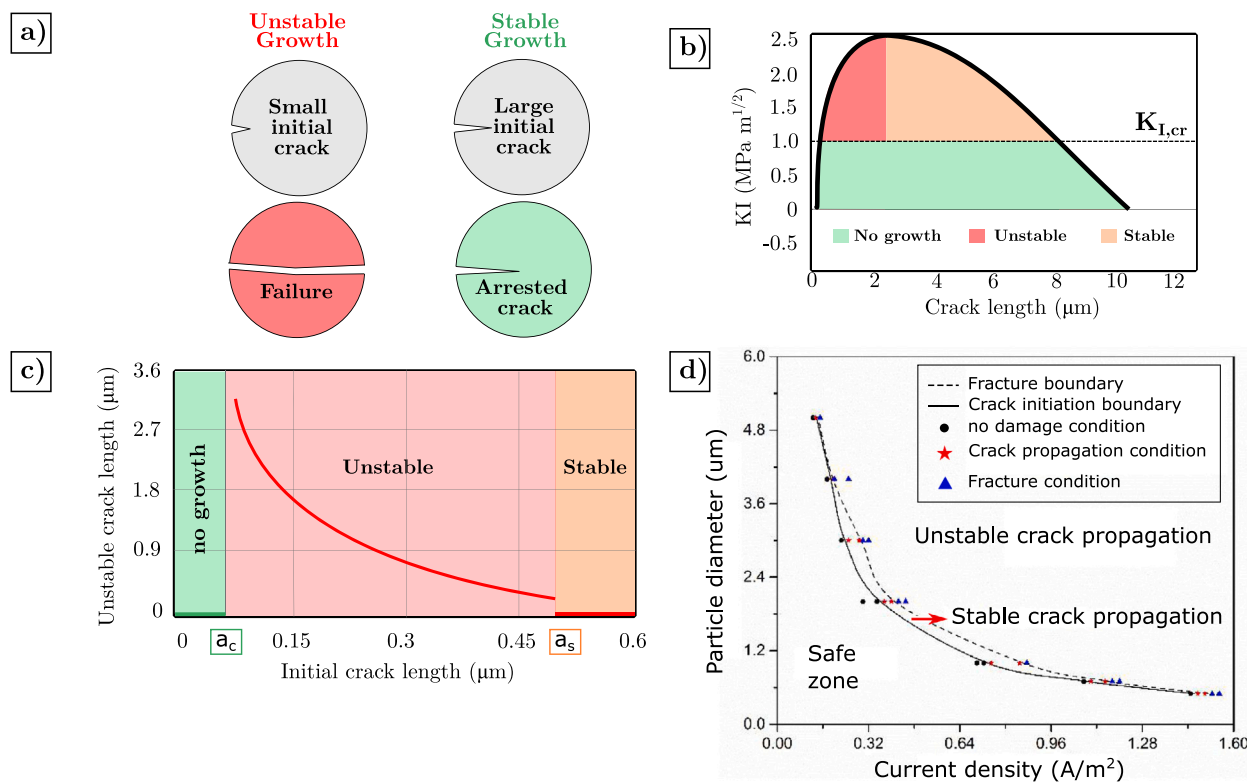 a)
Unstable
Growth
Stable
Growth
Small
initial
crack
Large
initial
crack
Failure
Arrested
crack
b)
KI (MPa m^1/2)
2.5
2.0
1.5
1.0
0.5
0
-0.5
K_I,cr
No growth
Unstable
Stable
0
2
4
6
8
10
12
Crack length (μm)
c)
Unstable crack length (μm)
3.6
2.7
1.8
0.9
0
no growth
Unstable
Stable
0
a_c
0.15
0.3
0.45
a_s
0.6
Initial crack length (μm)
d)
Particle diameter (um)
6.0
4.8
3.6
2.4
1.2
0.0
Fracture boundary
Crack initiation boundary
no damage condition
Crack propagation condition
Fracture condition
Unstable crack propagation
Stable crack propagation
Safe
zone
0.00
0.32
0.64
0.96
1.28
1.60
Current density (A/m²)